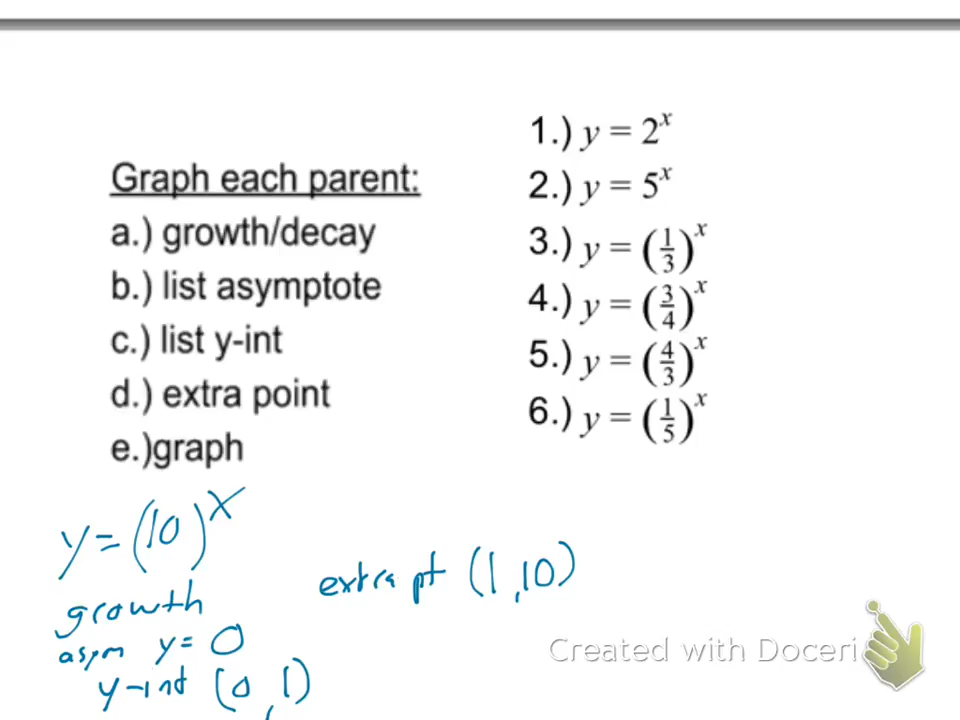 Graph each parent:
a.) growth/decay
b.) list asymptote
c.) list y-int
d.) extra point
e.)graph
1.) y = 2^x
2.) y = 5^x
3.) y = (1/3)^x
4.) y = (3/4)^x
5.) y = (4/3)^x
6.) y = (1/5)^x
y = (10)^x
growth
asym y = 0
y-int (0, 1)
extra pt (1, 10)
Created with Doceri